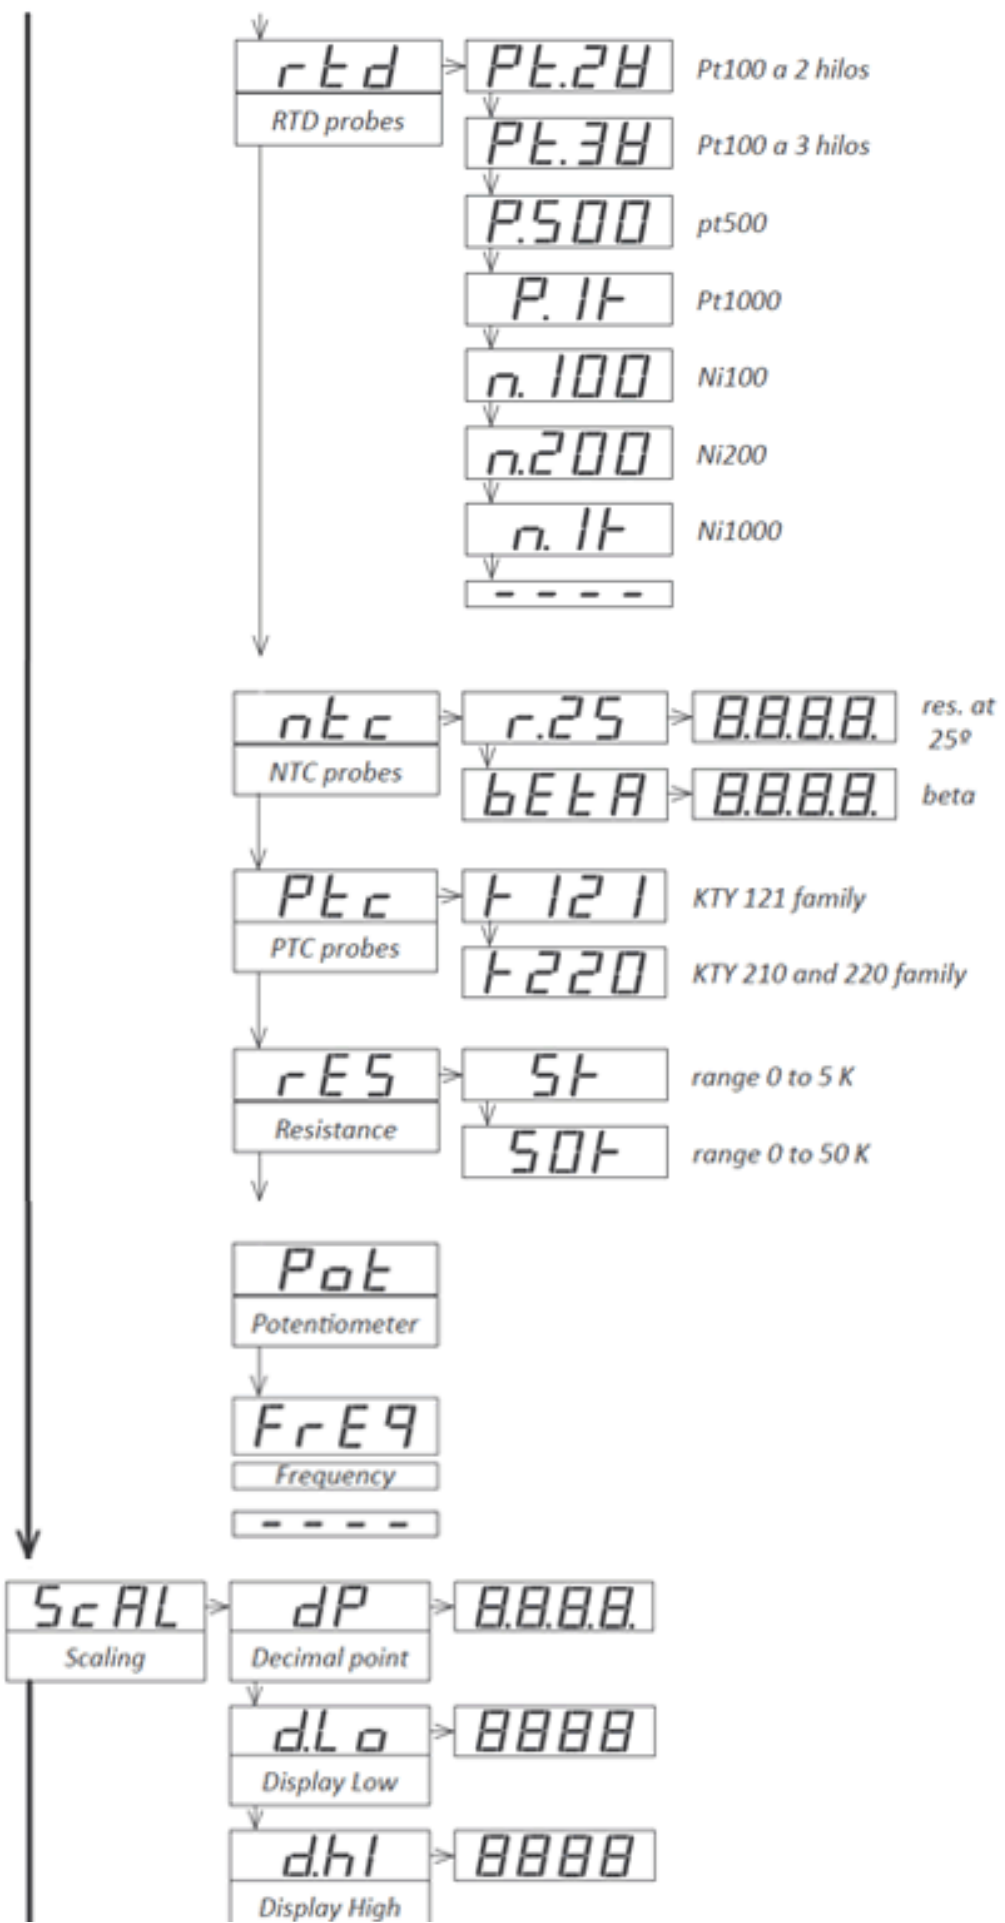 rtd
RTD probes
Pt.2W Pt100 a 2 hilos
Pt.3W Pt100 a 3 hilos
P.500 pt500
P. 1k Pt1000
n. 100 Ni100
n.200 Ni200
n. 1k Ni1000
- - - -
ntc
NTC probes
r.25 8.8.8.8. res. at
25º
bEtA 8.8.8.8. beta
Ptc
PTC probes
k 121 KTY 121 family
k220 KTY 210 and 220 family
rES
Resistance
5k range 0 to 5 K
50k range 0 to 50 K
Pot
Potentiometer
FrEq
Frequency
- - - -
ScAL
Scaling
dP 8.8.8.8.
Decimal point
d.Lo 8888
Display Low
d.hI 8888
Display High